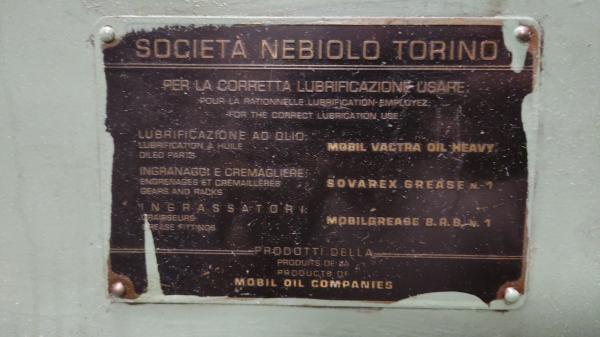 SOCIETÀ NEBIOLO TORINO
PER LA CORRETTA LUBRIFICAZIONE USARE:
POUR LA RATIONNELLE LUBRIFICATION EMPLOYEZ
FOR THE CORRECT LUBRICATION USE
LUBRIFICAZIONE AD OLIO:
LUBRIFICATION A HUILE
OILED PARTS
MOBIL VACTRA OIL HEAVY
INGRANAGGI E CREMAGLIERE:
ENGRENAGES ET CREMAILLÈRES
GEARS AND RACKS
SOVAREX GREASE N.1
INGRASSATORI:
GRAISSEURS
GREASE FITTINGS
MOBILGREASE B.R.B. N.1
PRODOTTI DELLA
PRODUITS DE LA
PRODUCTS OF
MOBIL OIL COMPANIES